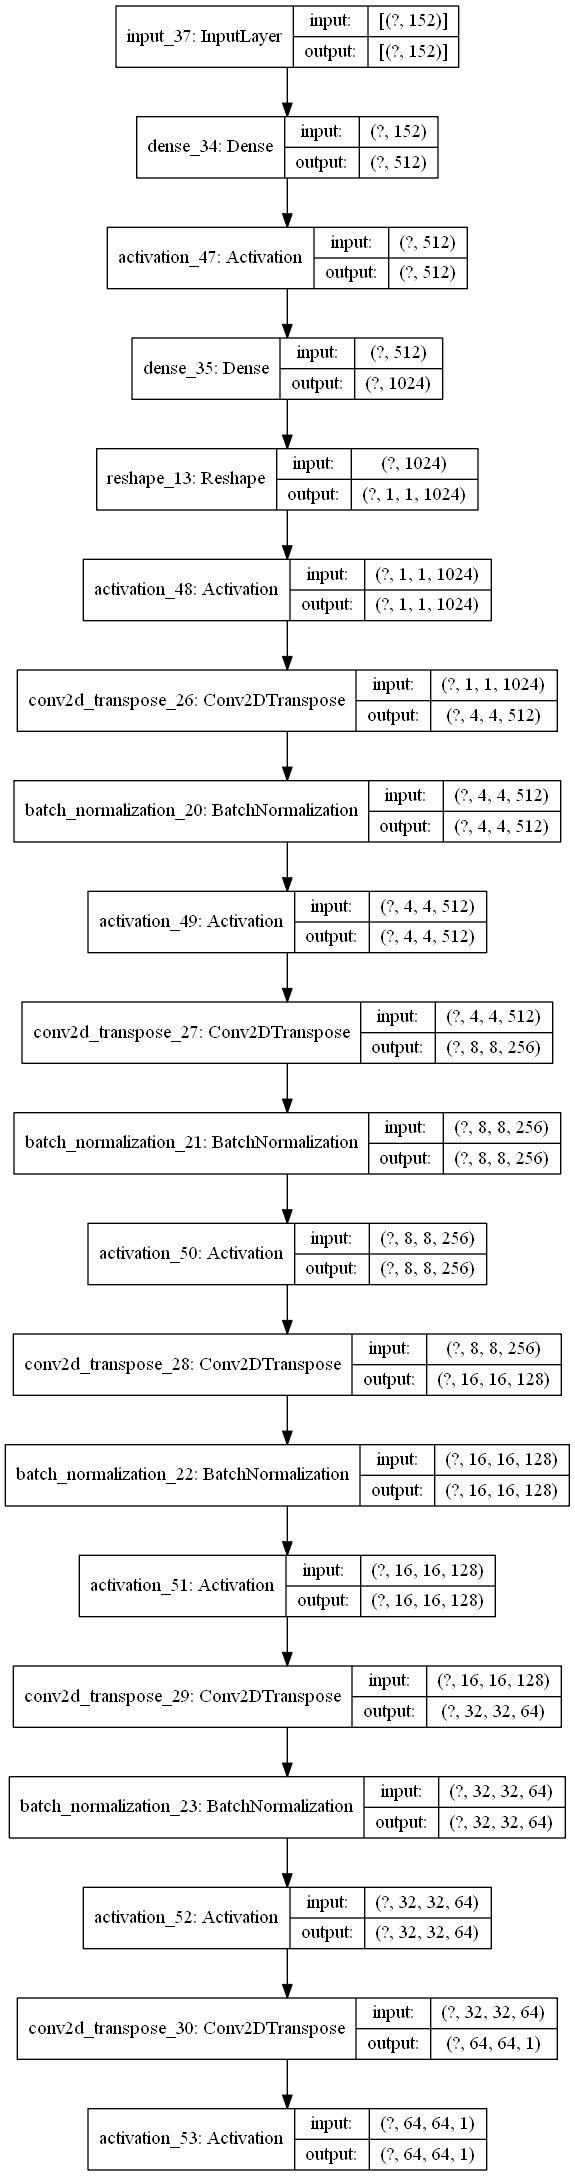 input_37: InputLayer
input: [(?, 152)]
output: [(?, 152)]
dense_34: Dense
input: (?, 152)
output: (?, 512)
activation_47: Activation
input: (?, 512)
output: (?, 512)
dense_35: Dense
input: (?, 512)
output: (?, 1024)
reshape_13: Reshape
input: (?, 1024)
output: (?, 1, 1, 1024)
activation_48: Activation
input: (?, 1, 1, 1024)
output: (?, 1, 1, 1024)
conv2d_transpose_26: Conv2DTranspose
input: (?, 1, 1, 1024)
output: (?, 4, 4, 512)
batch_normalization_20: BatchNormalization
input: (?, 4, 4, 512)
output: (?, 4, 4, 512)
activation_49: Activation
input: (?, 4, 4, 512)
output: (?, 4, 4, 512)
conv2d_transpose_27: Conv2DTranspose
input: (?, 4, 4, 512)
output: (?, 8, 8, 256)
batch_normalization_21: BatchNormalization
input: (?, 8, 8, 256)
output: (?, 8, 8, 256)
activation_50: Activation
input: (?, 8, 8, 256)
output: (?, 8, 8, 256)
conv2d_transpose_28: Conv2DTranspose
input: (?, 8, 8, 256)
output: (?, 16, 16, 128)
batch_normalization_22: BatchNormalization
input: (?, 16, 16, 128)
output: (?, 16, 16, 128)
activation_51: Activation
input: (?, 16, 16, 128)
output: (?, 16, 16, 128)
conv2d_transpose_29: Conv2DTranspose
input: (?, 16, 16, 128)
output: (?, 32, 32, 64)
batch_normalization_23: BatchNormalization
input: (?, 32, 32, 64)
output: (?, 32, 32, 64)
activation_52: Activation
input: (?, 32, 32, 64)
output: (?, 32, 32, 64)
conv2d_transpose_30: Conv2DTranspose
input: (?, 32, 32, 64)
output: (?, 64, 64, 1)
activation_53: Activation
input: (?, 64, 64, 1)
output: (?, 64, 64, 1)